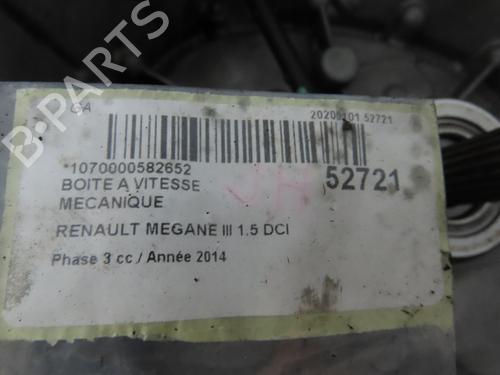 GA
20200101 52721
1070000582652
52721
BOITE A VITESSE
MECANIQUE
RENAULT MEGANE III 1.5 DCI
Phase 3 cc / Année 2014
B-PARTS